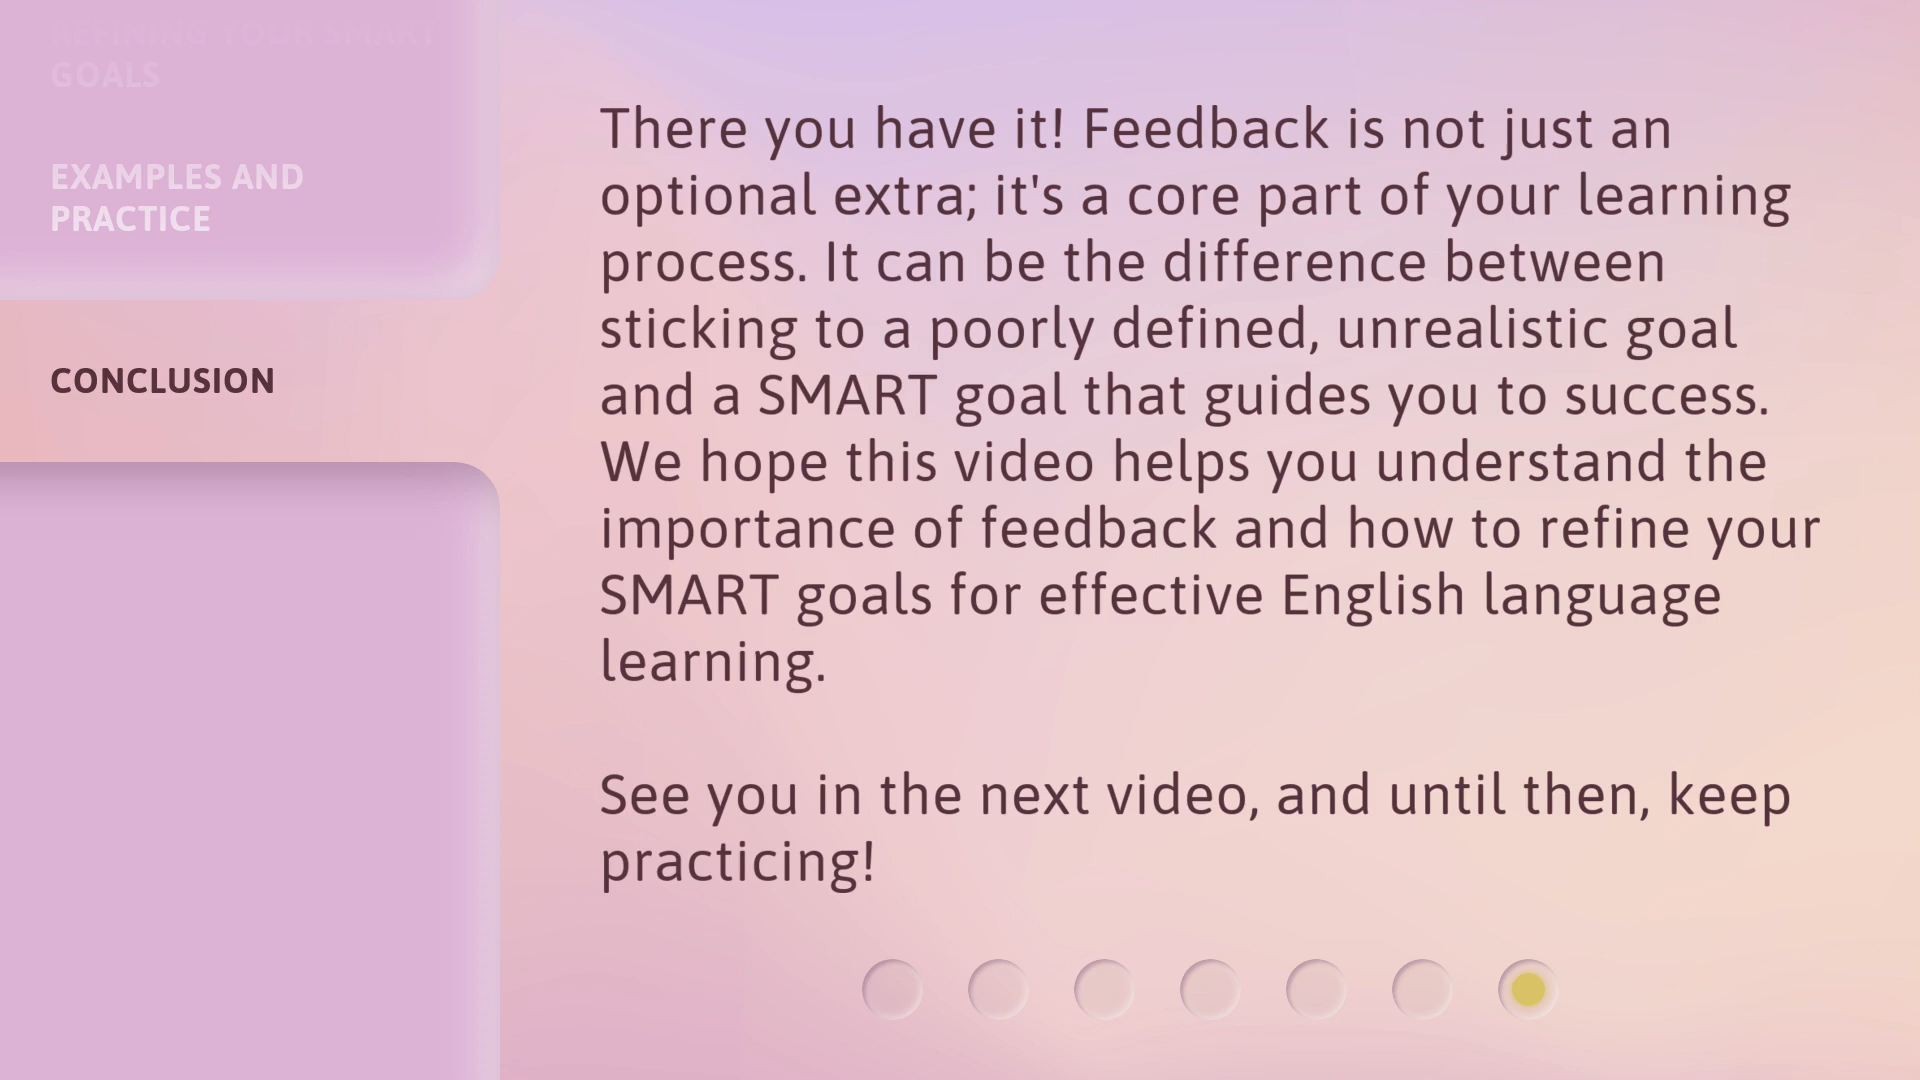 REFINING YOUR SMART
GOALS
EXAMPLES AND
PRACTICE
CONCLUSION
There you have it! Feedback is not just an
optional extra; it's a core part of your learning
process. It can be the difference between
sticking to a poorly defined, unrealistic goal
and a SMART goal that guides you to success.
We hope this video helps you understand the
importance of feedback and how to refine your
SMART goals for effective English language
learning.
See you in the next video, and until then, keep
practicing!